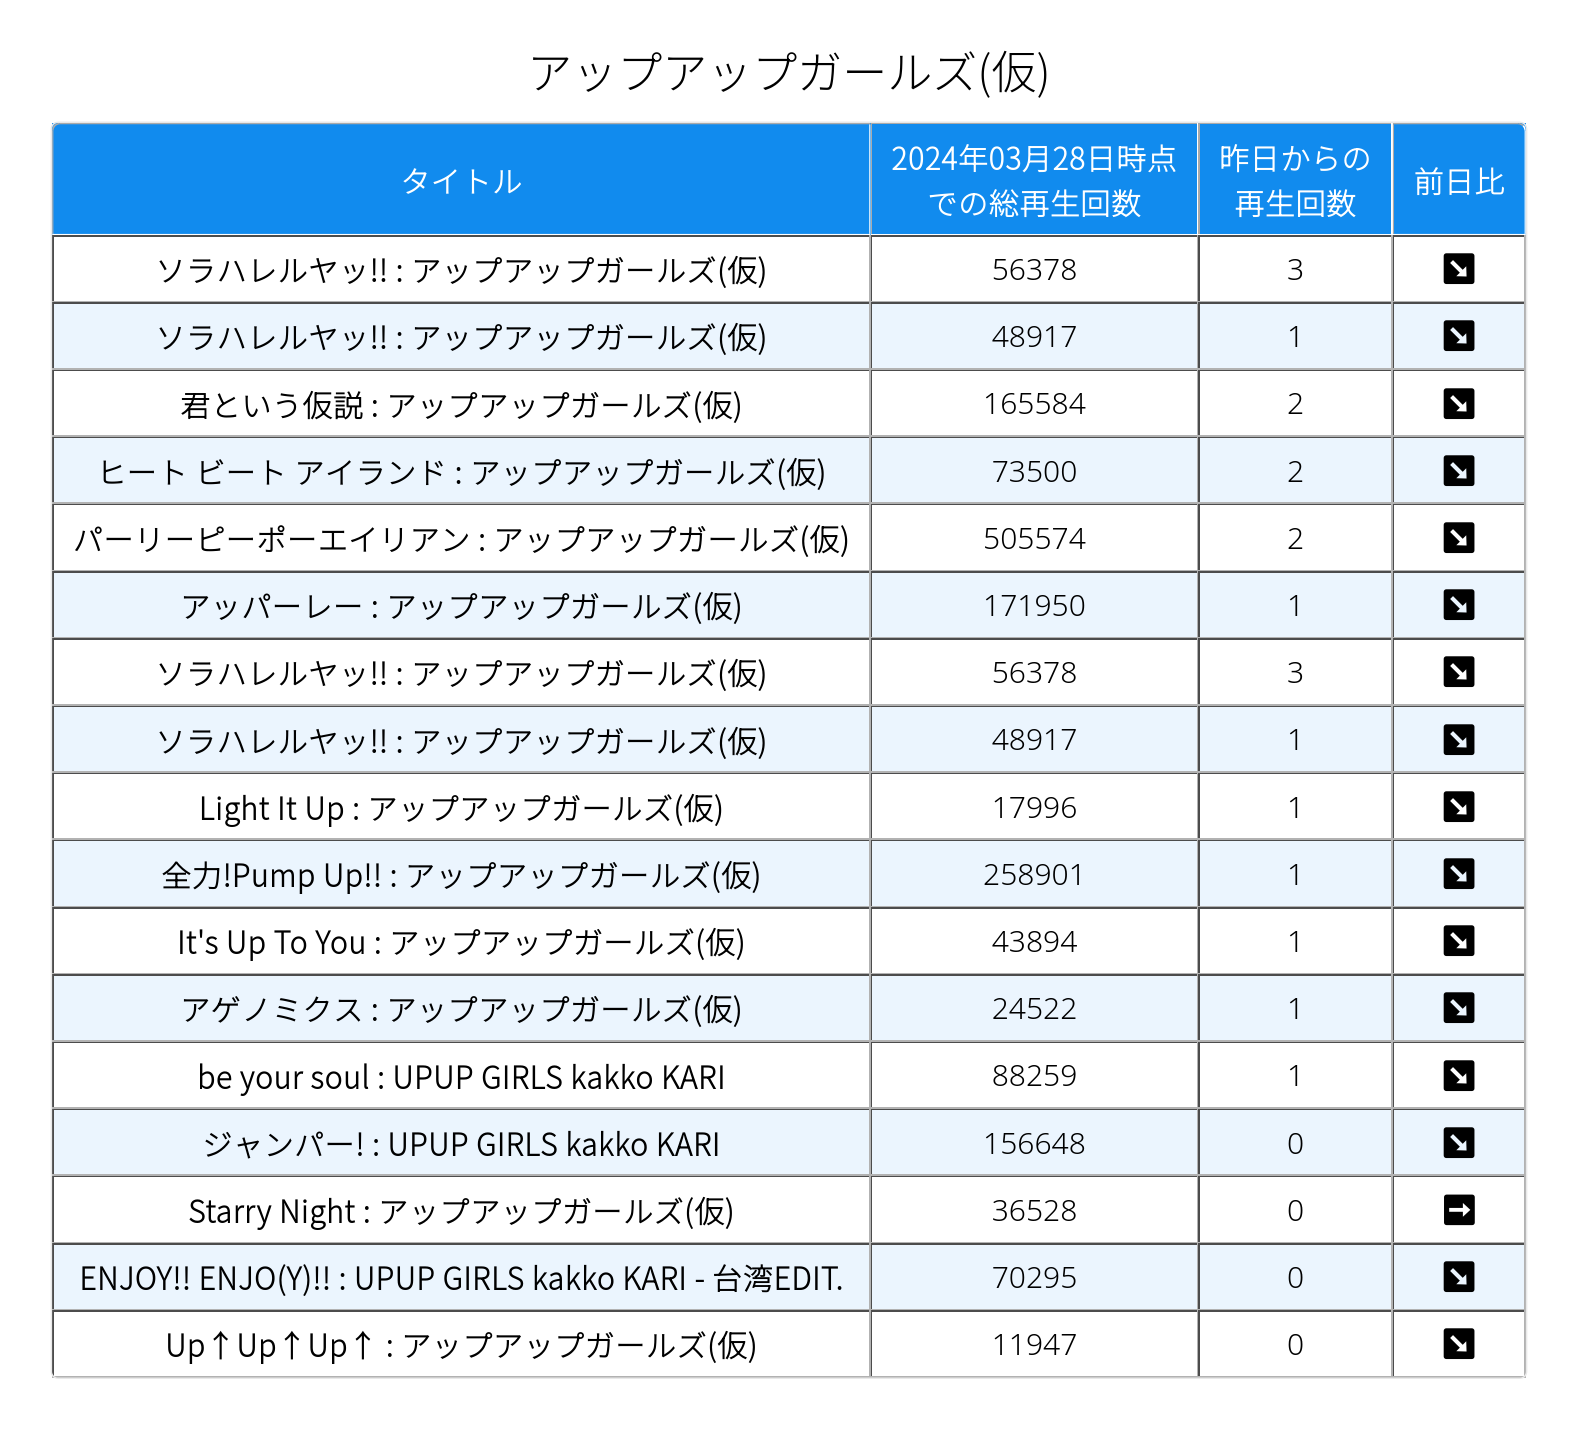 アップアップガールズ(仮)
タイトル 2024年03月28日時点での総再生回数 昨日からの再生回数 前日比
ソラハレルヤッ!! : アップアップガールズ(仮) 56378 3 ↘
ソラハレルヤッ!! : アップアップガールズ(仮) 48917 1 ↘
君という仮説 : アップアップガールズ(仮) 165584 2 ↘
ヒート ビート アイランド : アップアップガールズ(仮) 73500 2 ↘
パーリーピーポーエイリアン : アップアップガールズ(仮) 505574 2 ↘
アッパーレー : アップアップガールズ(仮) 171950 1 ↘
ソラハレルヤッ!! : アップアップガールズ(仮) 56378 3 ↘
ソラハレルヤッ!! : アップアップガールズ(仮) 48917 1 ↘
Light It Up : アップアップガールズ(仮) 17996 1 ↘
全力!Pump Up!! : アップアップガールズ(仮) 258901 1 ↘
It's Up To You : アップアップガールズ(仮) 43894 1 ↘
アゲノミクス : アップアップガールズ(仮) 24522 1 ↘
be your soul : UPUP GIRLS kakko KARI 88259 1 ↘
ジャンパー! : UPUP GIRLS kakko KARI 156648 0 ↘
Starry Night : アップアップガールズ(仮) 36528 0 →
ENJOY!! ENJO(Y)!! : UPUP GIRLS kakko KARI - 台湾EDIT. 70295 0 ↘
Up↑Up↑Up↑ : アップアップガールズ(仮) 11947 0 ↘